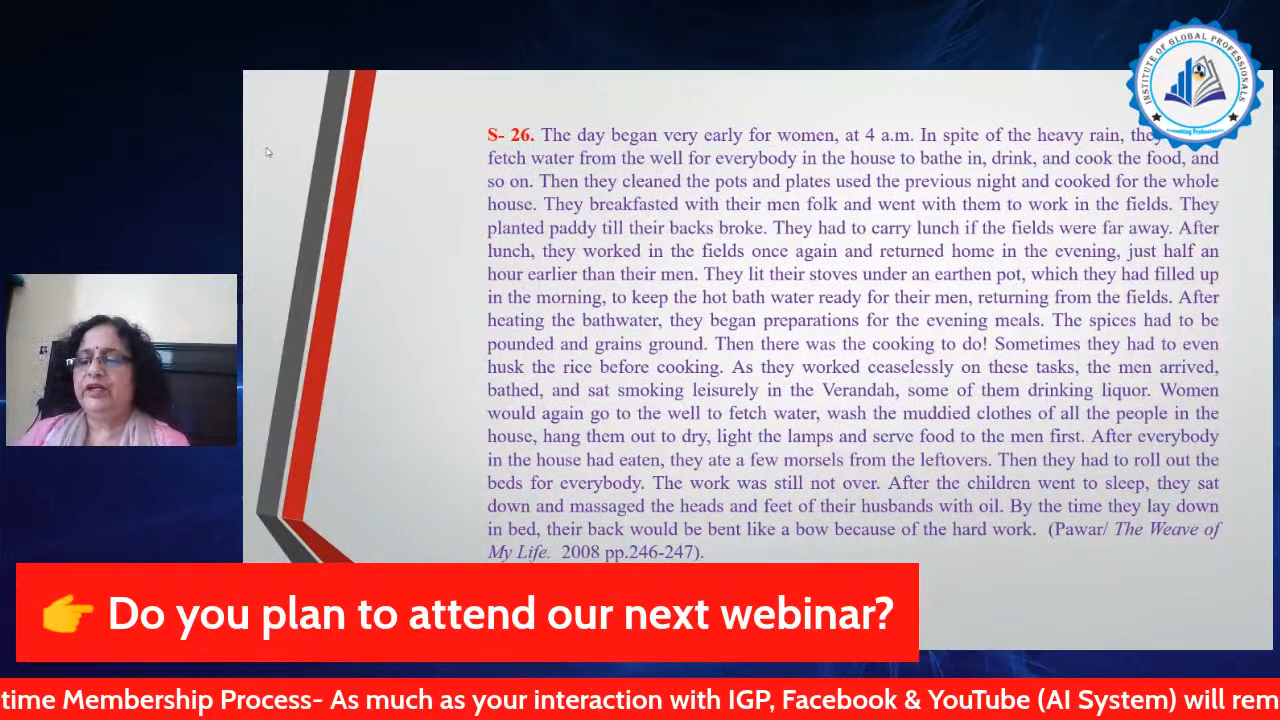 INSTITUTE OF GLOBAL PROFESSIONALS
Consulting Professionals
S- 26. The day began very early for women, at 4 a.m. In spite of the heavy rain,
fetch water from the well for everybody in the house to bathe in, drink, and cook the food, and
so on. Then they cleaned the pots and plates used the previous night and cooked for the whole
house. They breakfasted with their men folk and went with them to work in the fields. They
planted paddy till their backs broke. They had to carry lunch if the fields were far away. After
lunch, they worked in the fields once again and returned home in the evening, just half an
hour earlier than their men. They lit their stoves under an earthen pot, which they had filled up
in the morning, to keep the hot bath water ready for their men, returning from the fields. After
heating the bathwater, they began preparations for the evening meals. The spices had to be
pounded and grains ground. Then there was the cooking to do! Sometimes they had to even
husk the rice before cooking. As they worked ceaselessly on these tasks, the men arrived,
bathed, and sat smoking leisurely in the Verandah, some of them drinking liquor. Women
would again go to the well to fetch water, wash the muddied clothes of all the people in the
house, hang them out to dry, light the lamps and serve food to the men first. After everybody
in the house had eaten, they ate a few morsels from the leftovers. Then they had to roll out the
beds for everybody. The work was still not over. After the children went to sleep, they sat
down and massaged the heads and feet of their husbands with oil. By the time they lay down
in bed, their back would be bent like a bow because of the hard work. (Pawar/ The Weave of
My Life. 2008 pp.246-247).
👉 Do you plan to attend our next webinar?
time Membership Process- As much as your interaction with IGP, Facebook & YouTube (AI System) will rem